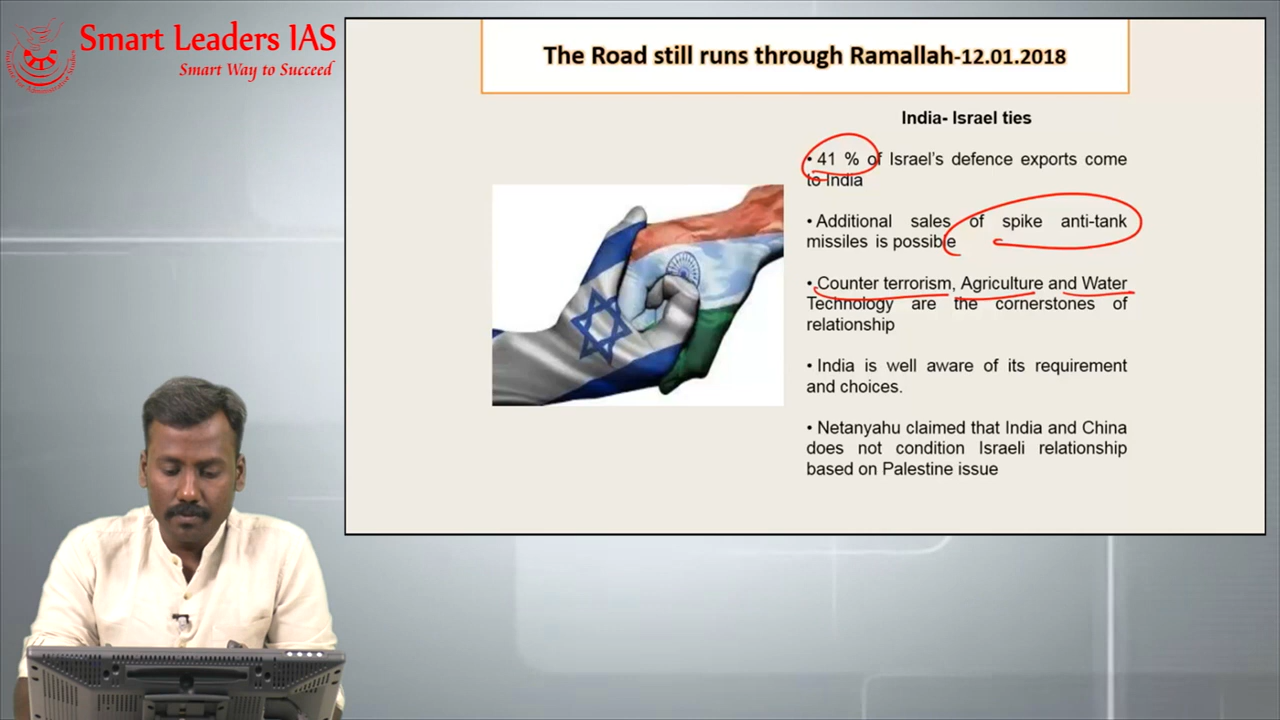 Smart Leaders IAS
Smart Way to Succeed
The Road still runs through Ramallah-12.01.2018
India- Israel ties
• 41 % of Israel's defence exports come
to India
• Additional sales of spike anti-tank
missiles is possible
• Counter terrorism, Agriculture and Water
Technology are the cornerstones of
relationship
• India is well aware of its requirement
and choices.
• Netanyahu claimed that India and China
does not condition Israeli relationship
based on Palestine issue